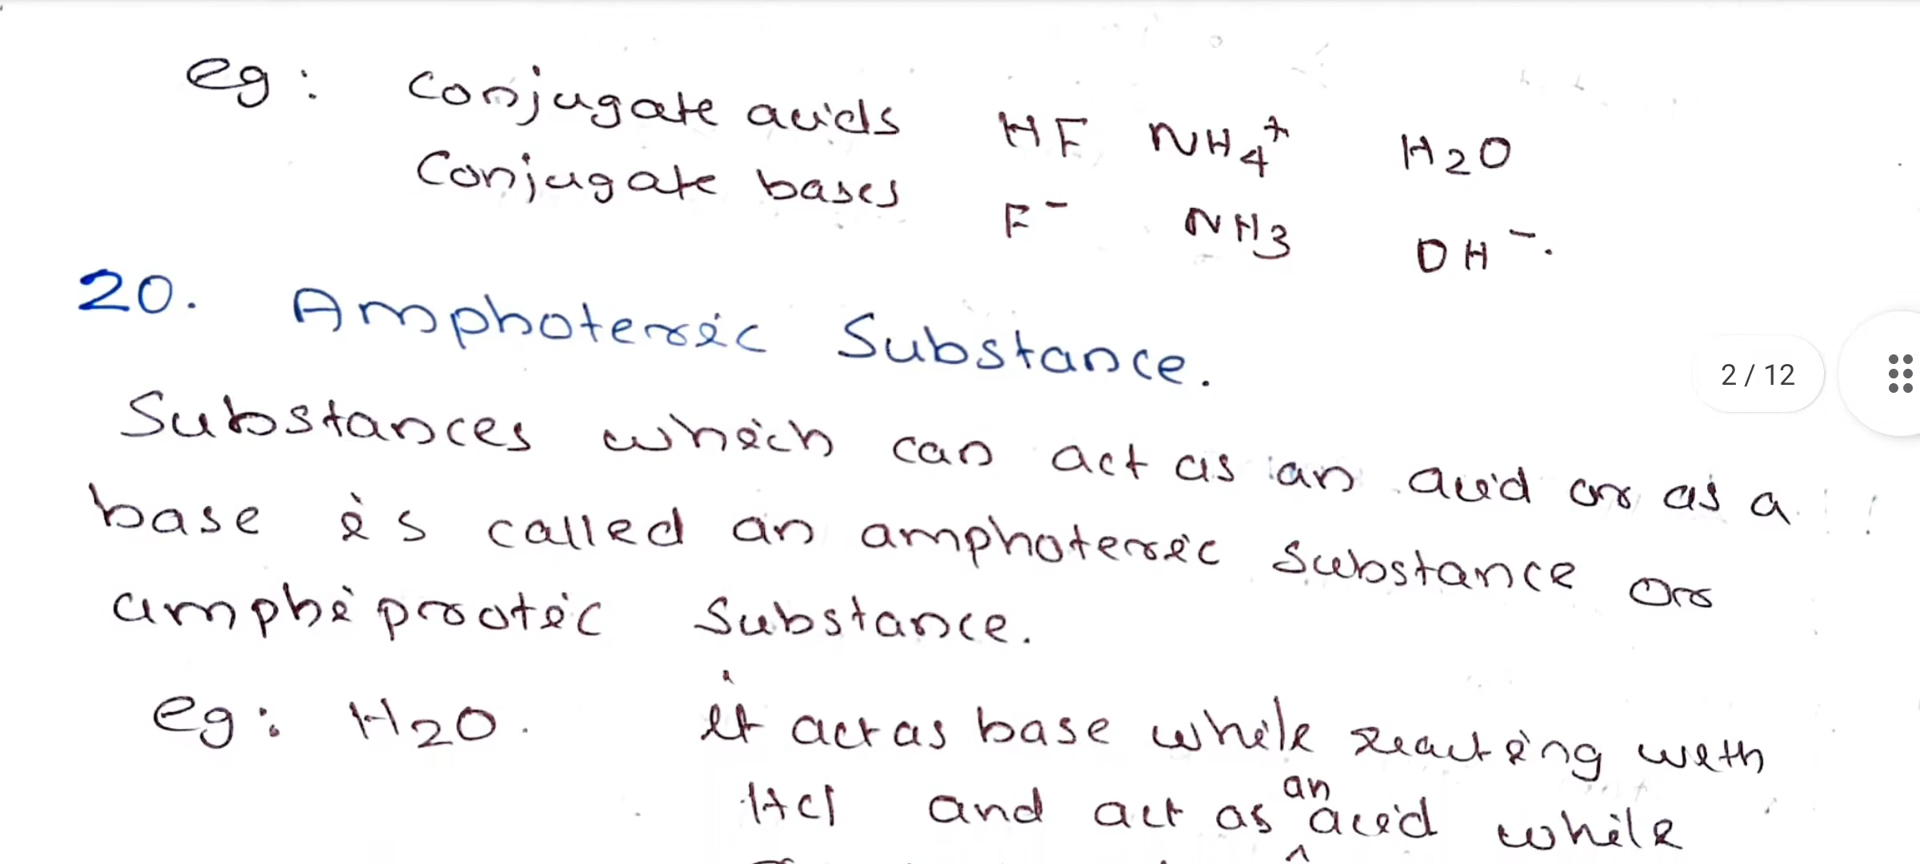 eg: Conjugate acids HF NH4+ H2O
Conjugate bases F- NH3 OH-.
20. Amphoteric Substance.
Substances which can act as an acid or as a
base is called an amphoteric substance or
amphiprotic substance.
eg: H2O. it act as base while reacting with
HCl and act as an acid while
2 / 12